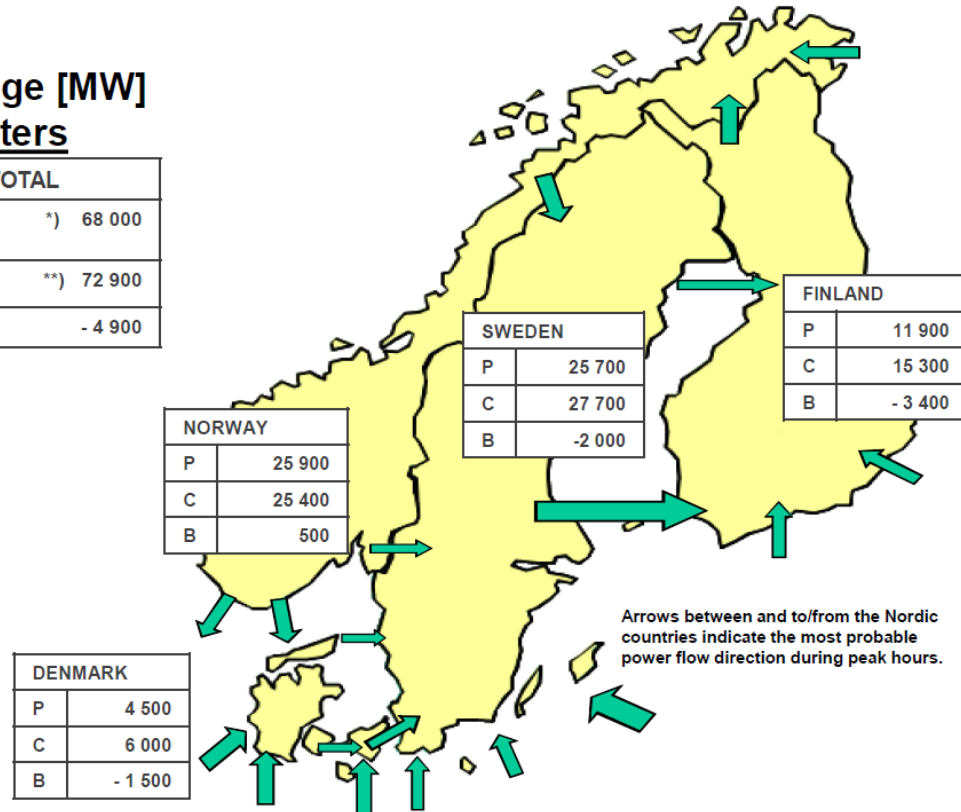 ge [MW]
ters
TOTAL
*) 68 000
**) 72 900
- 4 900
FINLAND
P 11 900
C 15 300
B - 3 400
SWEDEN
P 25 700
C 27 700
B -2 000
NORWAY
P 25 900
C 25 400
B 500
Arrows between and to/from the Nordic
countries indicate the most probable
power flow direction during peak hours.
DENMARK
P 4 500
C 6 000
B - 1 500